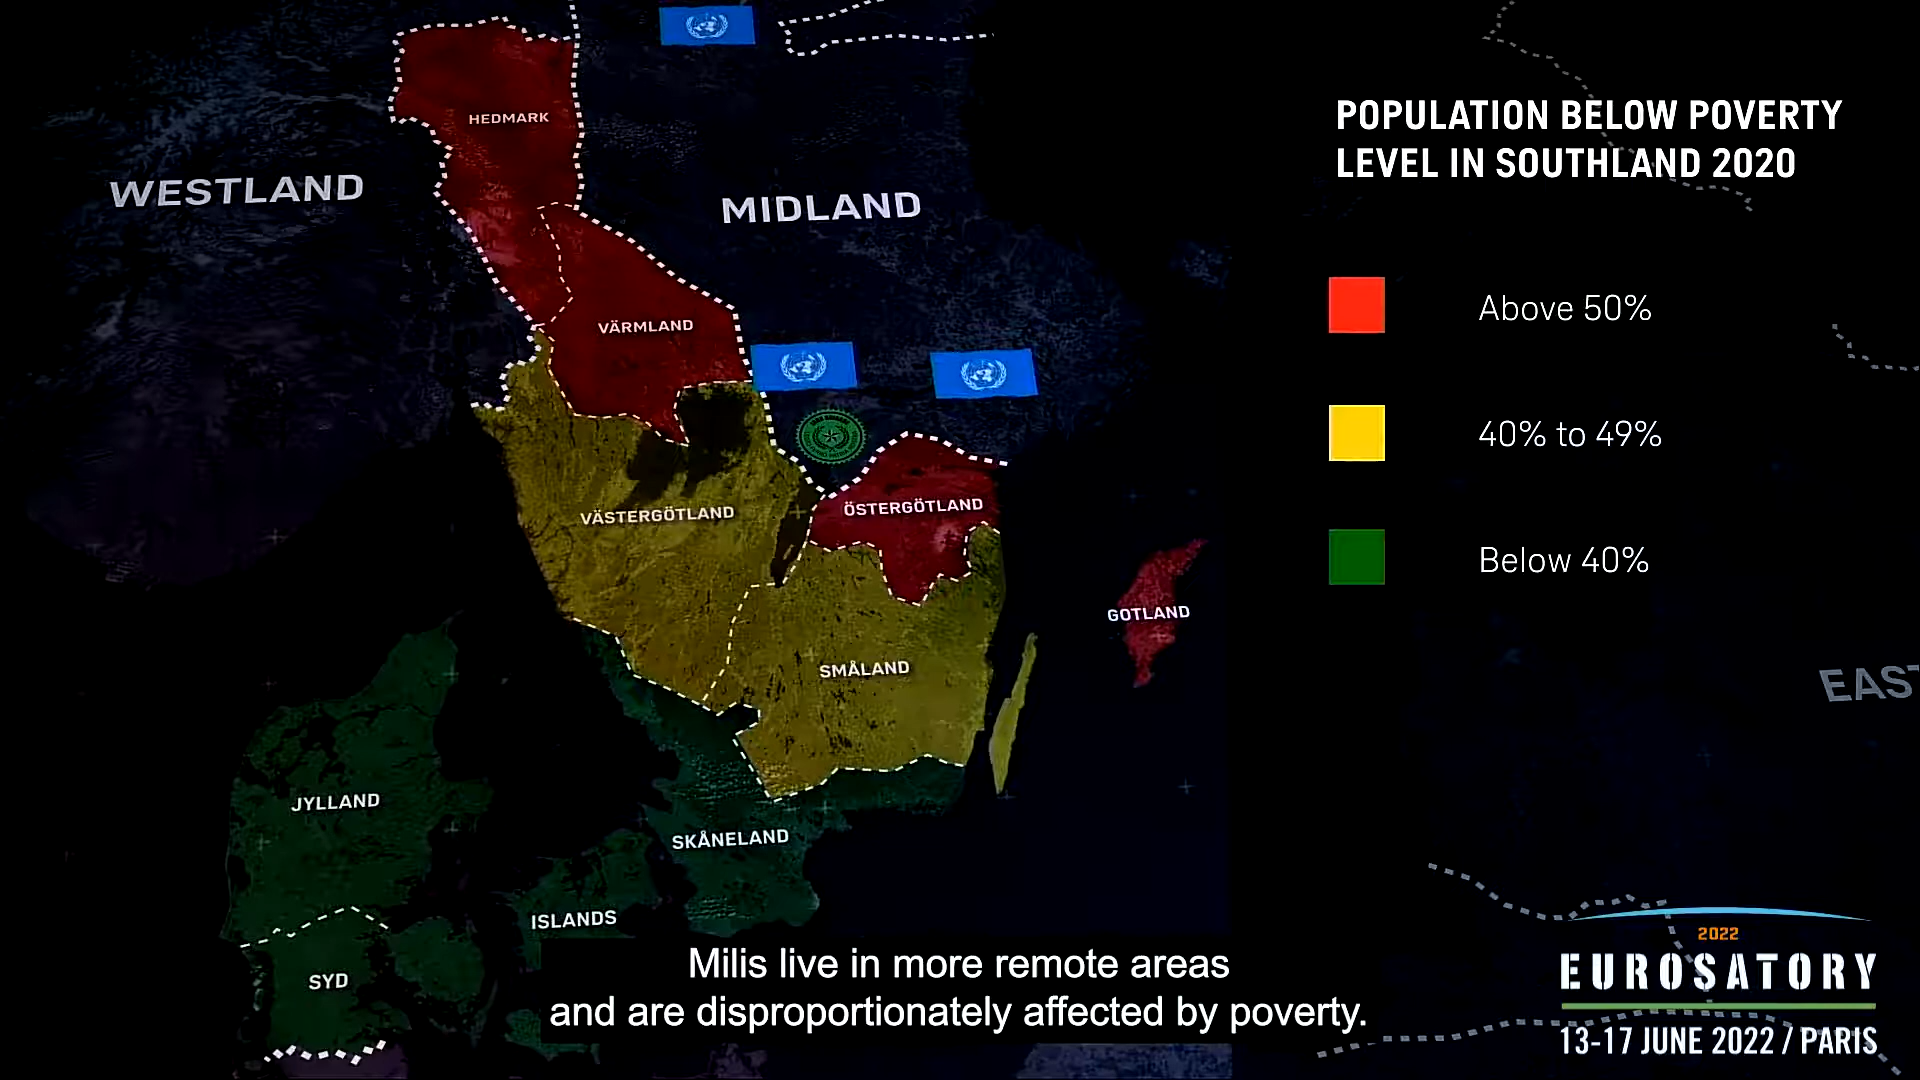 HEDMARK
WESTLAND
MIDLAND
VÄRMLAND
VÄSTERGÖTLAND
ÖSTERGÖTLAND
GOTLAND
SMÅLAND
JYLLAND
SKÅNELAND
ISLANDS
SYD
POPULATION BELOW POVERTY
LEVEL IN SOUTHLAND 2020
Above 50%
40% to 49%
Below 40%
EAST
Milis live in more remote areas
and are disproportionately affected by poverty.
2022
EUROSATORY
13-17 JUNE 2022 / PARIS